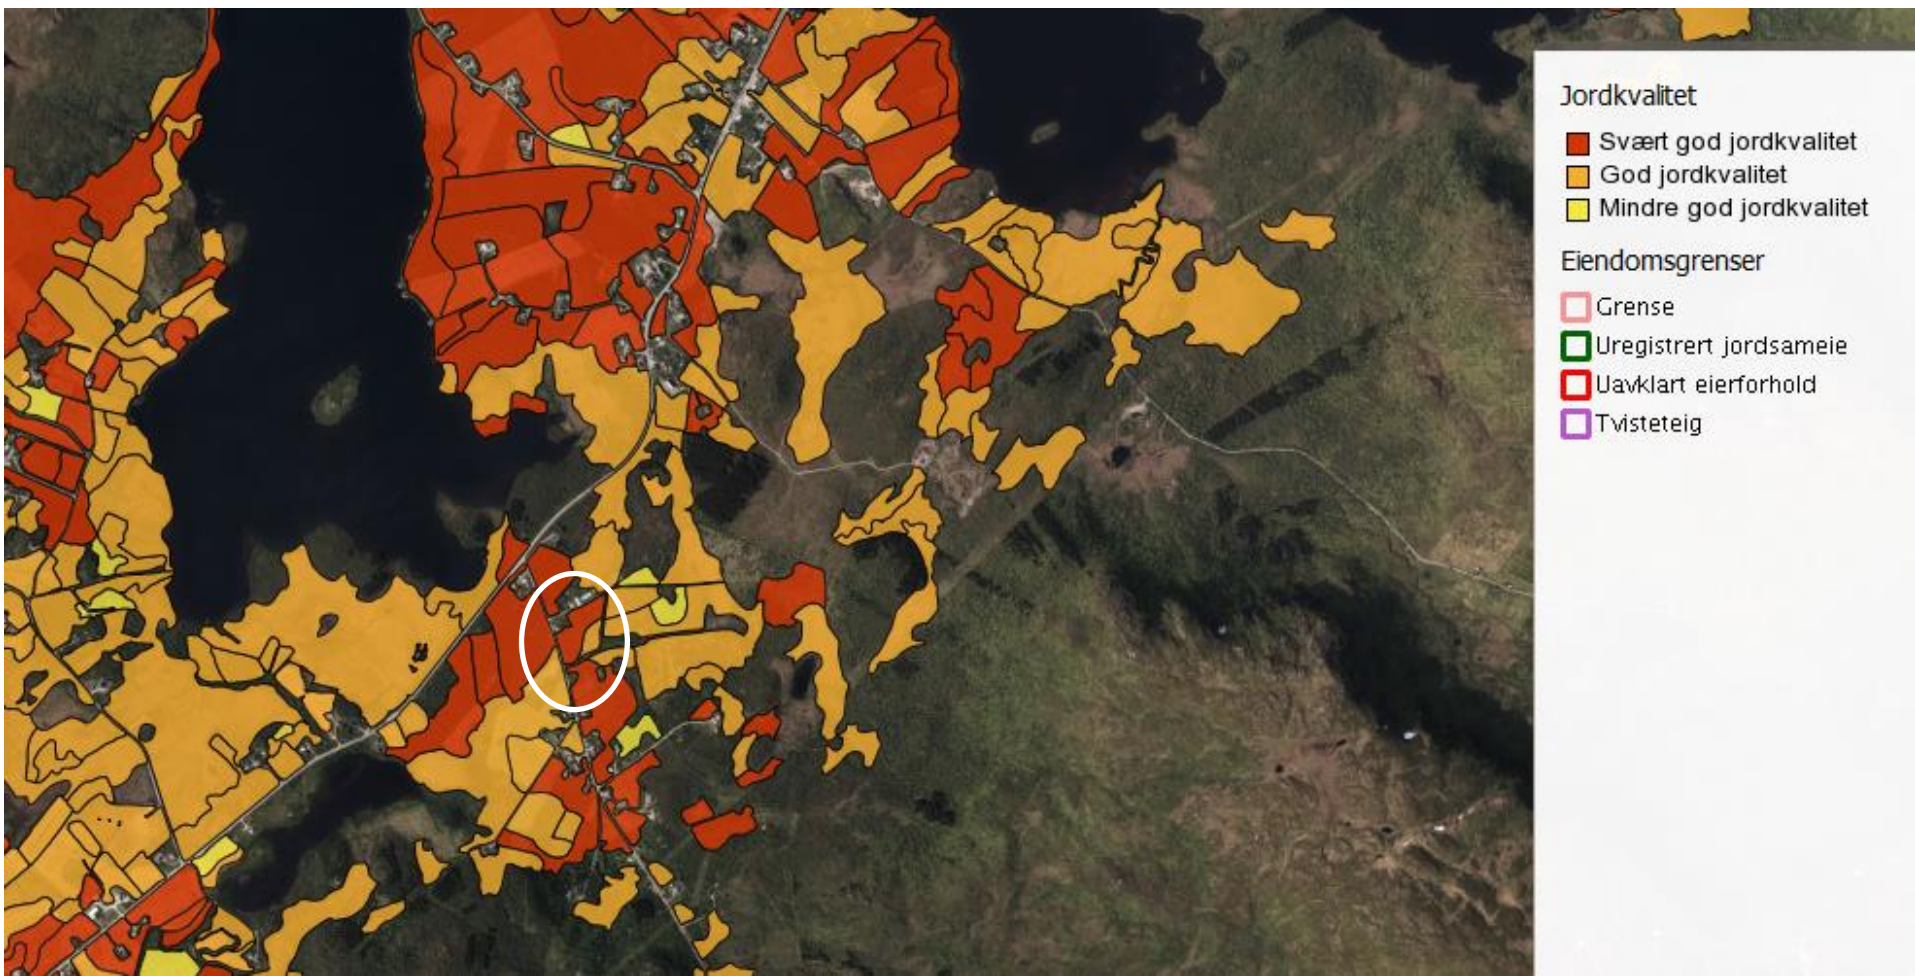 Jordkvalitet
Svært god jordkvalitet
God jordkvalitet
Mindre god jordkvalitet
Eiendomsgrenser
Grense
Uregistrert jordsameie
Uavklart eierforhold
Tvisteteig